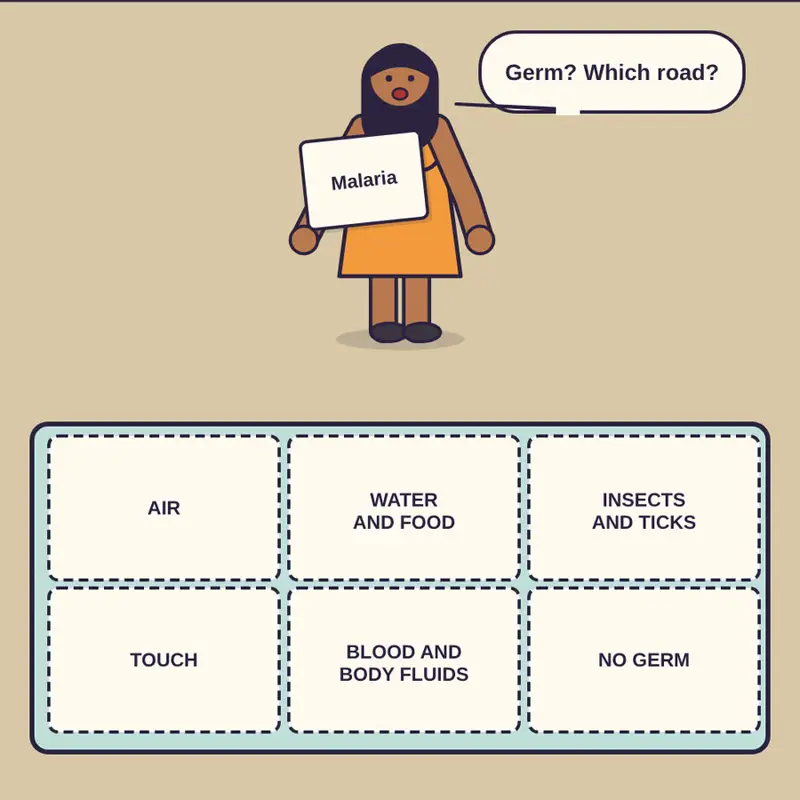 Germ? Which road?
Malaria
AIR
WATER
AND FOOD
INSECTS
AND TICKS
TOUCH
BLOOD AND
BODY FLUIDS
NO GERM